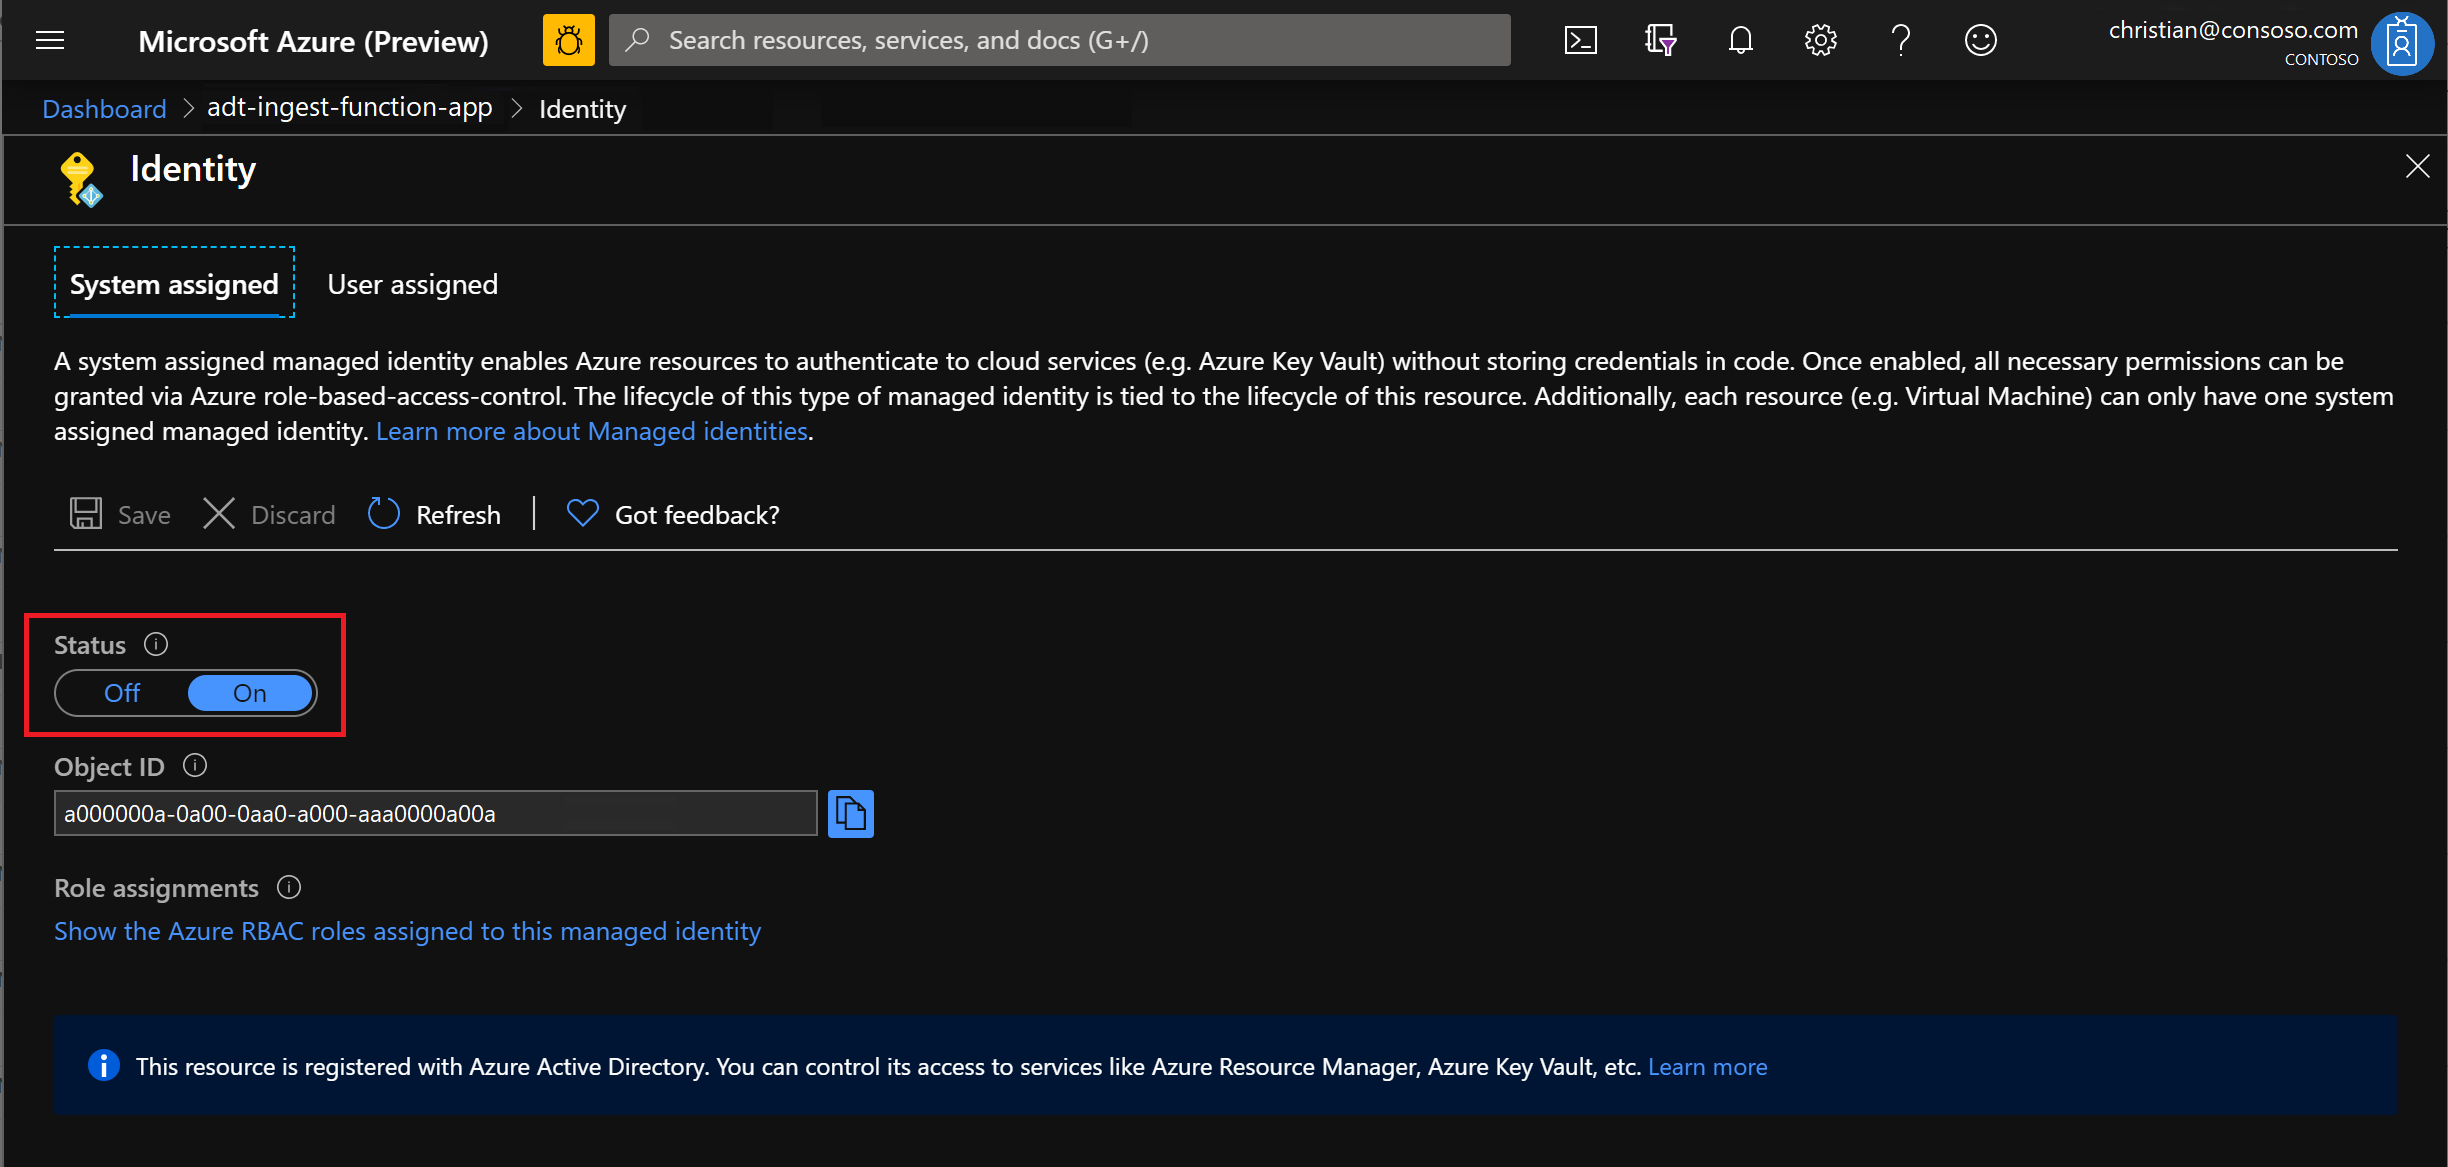 Microsoft Azure (Preview)
Search resources, services, and docs (G+/)
christian@consoso.com
CONTOSO
Dashboard > adt-ingest-function-app > Identity
Identity
System assigned
User assigned
A system assigned managed identity enables Azure resources to authenticate to cloud services (e.g. Azure Key Vault) without storing credentials in code. Once enabled, all necessary permissions can be
granted via Azure role-based-access-control. The lifecycle of this type of managed identity is tied to the lifecycle of this resource. Additionally, each resource (e.g. Virtual Machine) can only have one system
assigned managed identity. Learn more about Managed identities.
Save
Discard
Refresh
Got feedback?
Status
Off
On
Object ID
a000000a-0a00-0aa0-a000-aaa0000a00a
Role assignments
Show the Azure RBAC roles assigned to this managed identity
This resource is registered with Azure Active Directory. You can control its access to services like Azure Resource Manager, Azure Key Vault, etc. Learn more